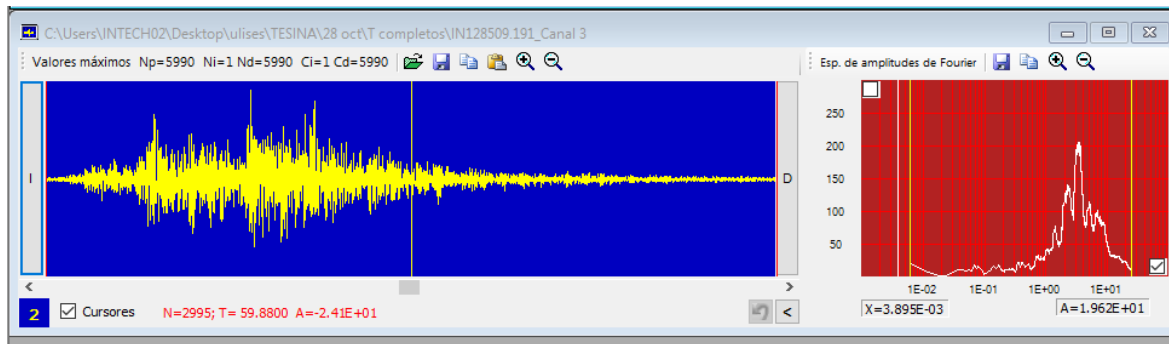 C:\Users\INTECH02\Desktop\ulises\TESINA\28 oct\T completos\IN128509.191_Canal 3
Valores máximos Np=5990 Ni=1 Nd=5990 Ci=1 Cd=5990
Esp. de amplitudes de Fourier
I
D
250
200
150
100
50
1E-02 1E-01 1E+00 1E+01
2 Cursores N=2995; T= 59.8800 A=-2.41E+01 <
X=3.895E-03 A=1.962E+01